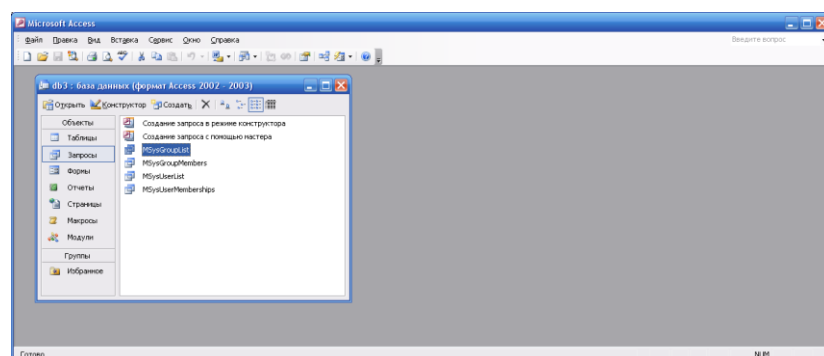 Microsoft Access
Файл Правка Вид Вставка Сервис Окно Справка
Введите вопрос
db3 : база данных (формат Access 2002 - 2003)
Открыть Конструктор Создать
Объекты
Таблицы
Запросы
Формы
Отчеты
Страницы
Макросы
Модули
Группы
Избранное
Создание запроса в режиме конструктора
Создание запроса с помощью мастера
MSysGroupList
MSysGroupMembers
MSysUserList
MSysUserMemberships
Готово
NUM